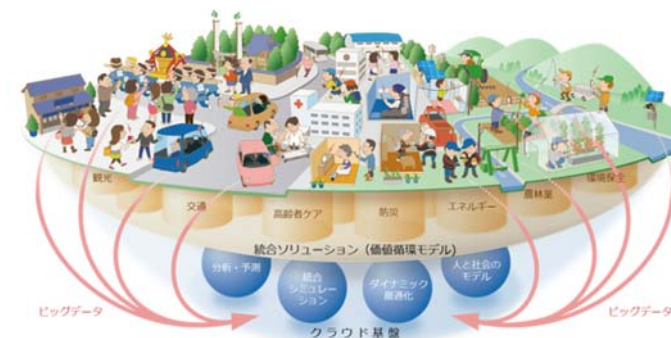 観光
交通
高齢者ケア
防災
エネルギー
農林業
環境保全
統合ソリューション（価値循環モデル）
分析・予測
統合
シミュレー
ション
ダイナミック
最適化
人と社会の
モデル
ビッグデータ
ビッグデータ
クラウド基盤